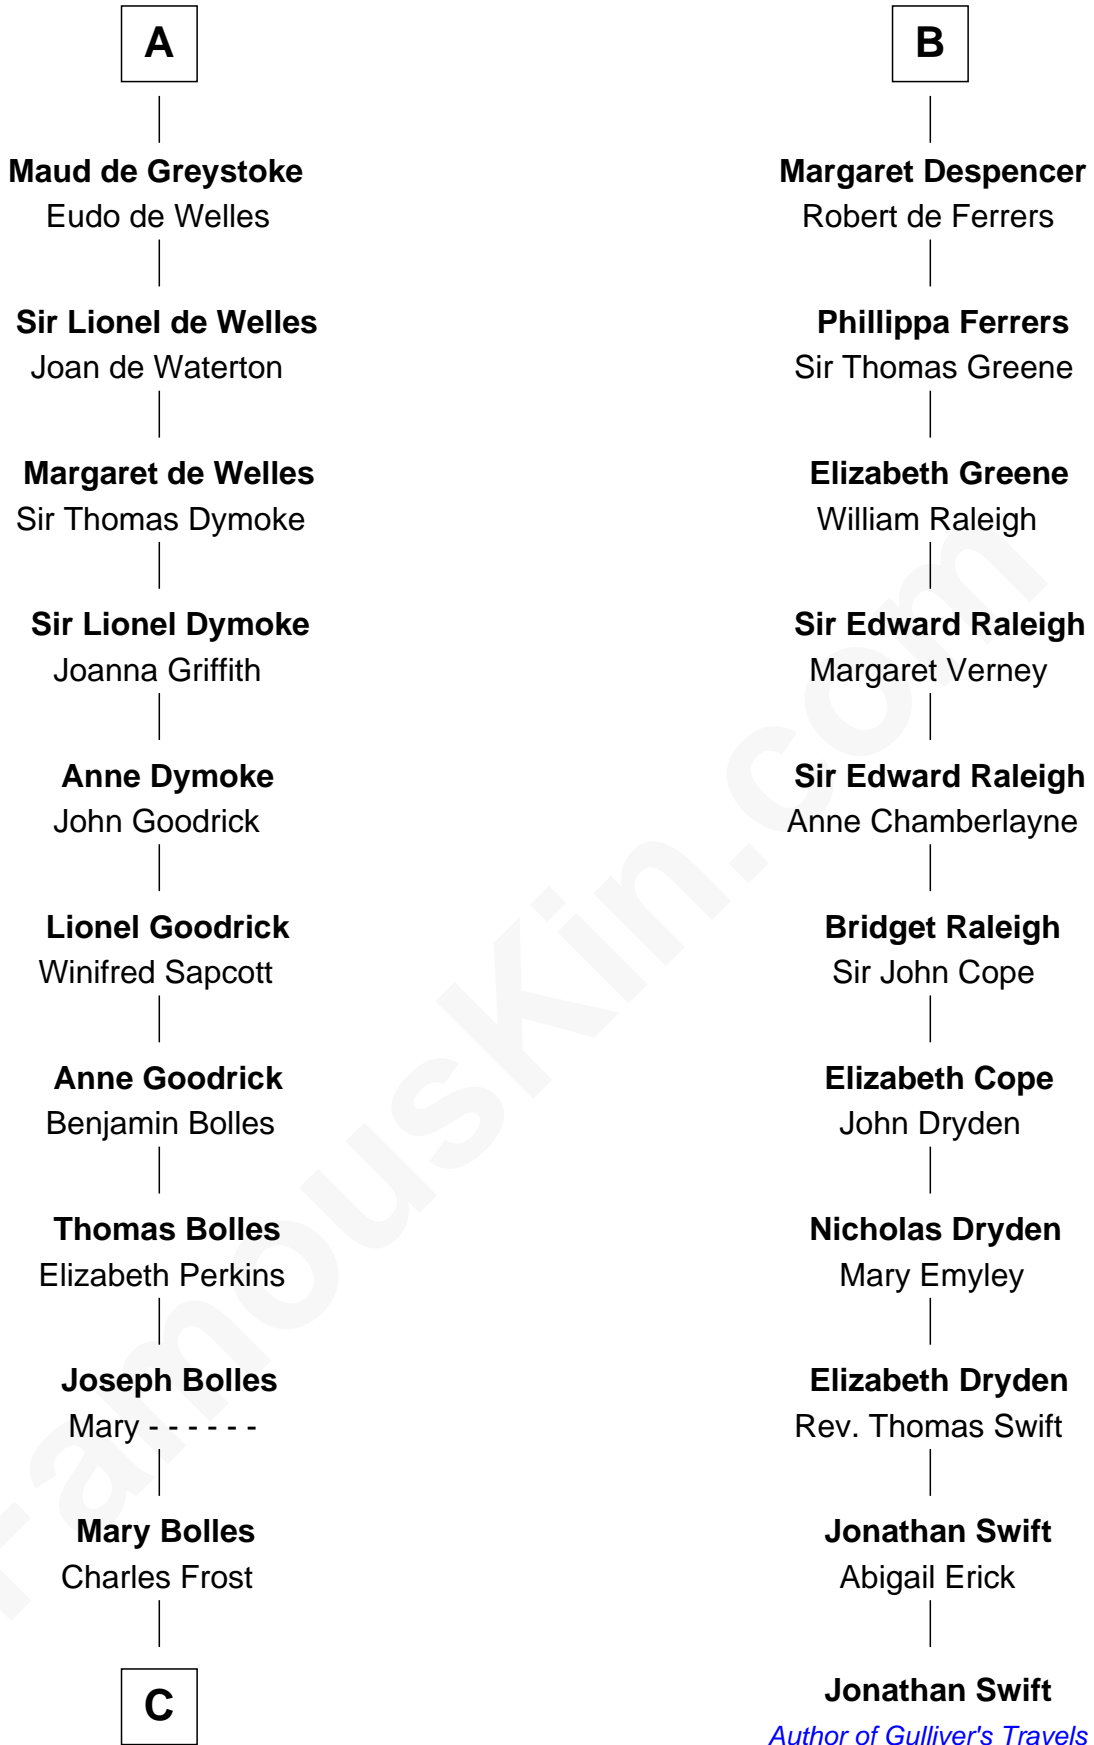 A
Maud de Greystoke
Eudo de Welles
Sir Lionel de Welles
Joan de Waterton
Margaret de Welles
Sir Thomas Dymoke
Sir Lionel Dymoke
Joanna Griffith
Anne Dymoke
John Goodrick
Lionel Goodrick
Winifred Sapcott
Anne Goodrick
Benjamin Bolles
Thomas Bolles
Elizabeth Perkins
Joseph Bolles
Mary - - - - - -
Mary Bolles
Charles Frost
C
B
Margaret Despencer
Robert de Ferrers
Phillippa Ferrers
Sir Thomas Greene
Elizabeth Greene
William Raleigh
Sir Edward Raleigh
Margaret Verney
Sir Edward Raleigh
Anne Chamberlayne
Bridget Raleigh
Sir John Cope
Elizabeth Cope
John Dryden
Nicholas Dryden
Mary Emyley
Elizabeth Dryden
Rev. Thomas Swift
Jonathan Swift
Abigail Erick
Jonathan Swift
Author of Gulliver's Travels
FamousKin.com